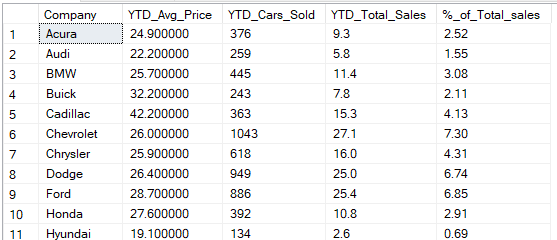 Company YTD_Avg_Price YTD_Cars_Sold YTD_Total_Sales %_of_Total_sales
1 Acura 24.900000 376 9.3 2.52
2 Audi 22.200000 259 5.8 1.55
3 BMW 25.700000 445 11.4 3.08
4 Buick 32.200000 243 7.8 2.11
5 Cadillac 42.200000 363 15.3 4.13
6 Chevrolet 26.000000 1043 27.1 7.30
7 Chrysler 25.900000 618 16.0 4.31
8 Dodge 26.400000 949 25.0 6.74
9 Ford 28.700000 886 25.4 6.85
10 Honda 27.600000 392 10.8 2.91
11 Hyundai 19.100000 134 2.6 0.69